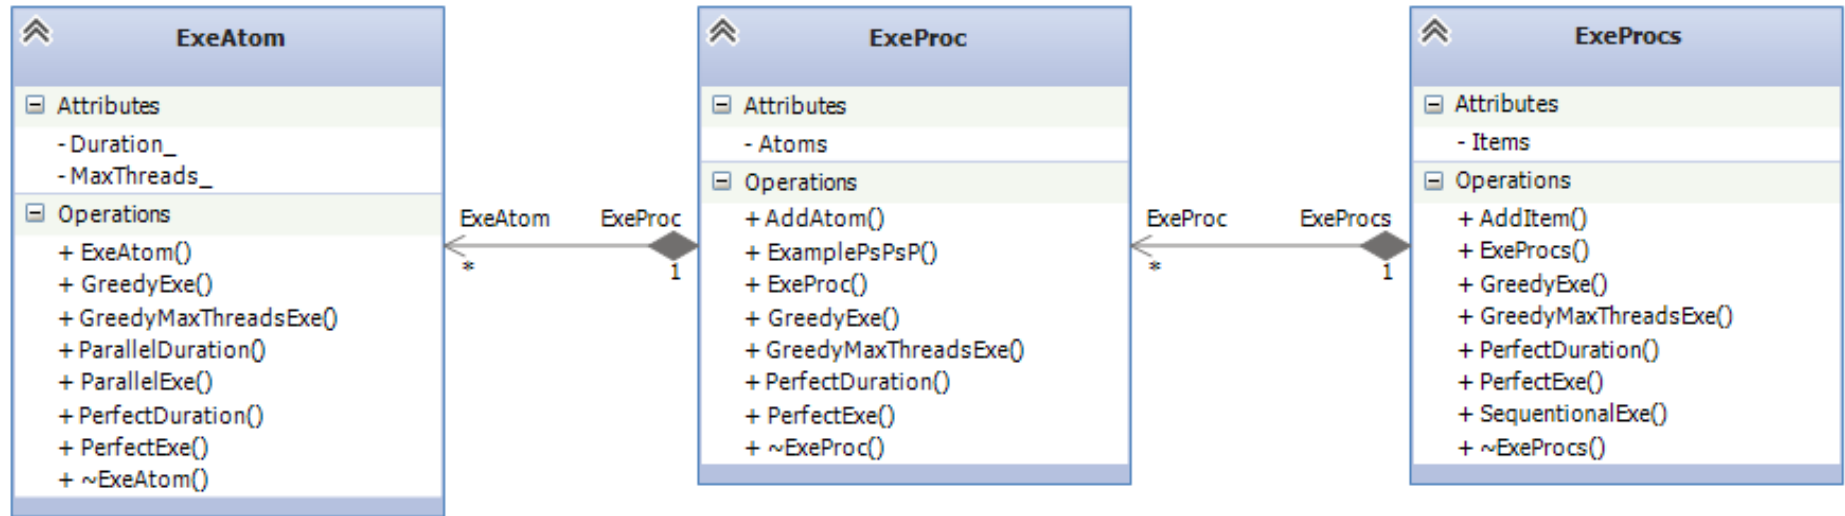 ExeAtom
Attributes
- Duration_
- MaxThreads_
Operations
+ ExeAtom()
+ GreedyExe()
+ GreedyMaxThreadsExe()
+ ParallelDuration()
+ ParallelExe()
+ PerfectDuration()
+ PerfectExe()
+ ~ExeAtom()
ExeAtom ExeProc
* 1
ExeProc
Attributes
- Atoms
Operations
+ AddAtom()
+ ExamplePsPsP()
+ ExeProc()
+ GreedyExe()
+ GreedyMaxThreadsExe()
+ PerfectDuration()
+ PerfectExe()
+ ~ExeProc()
ExeProc ExeProcs
* 1
ExeProcs
Attributes
- Items
Operations
+ AddItem()
+ ExeProcs()
+ GreedyExe()
+ GreedyMaxThreadsExe()
+ PerfectDuration()
+ PerfectExe()
+ SequentionalExe()
+ ~ExeProcs()